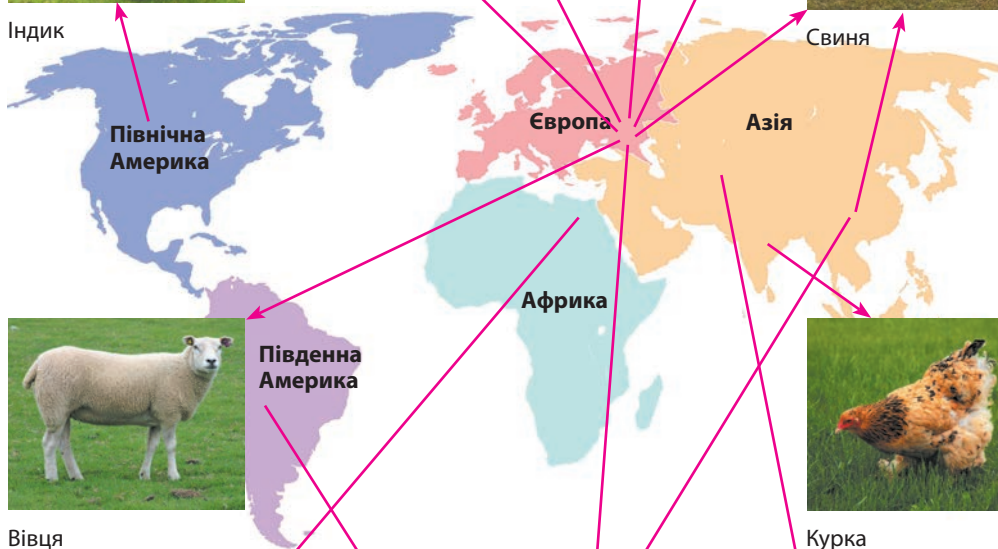 Індик
Свиня
Північна
Америка
Європа
Азія
Африка
Південна
Америка
Вівця
Курка